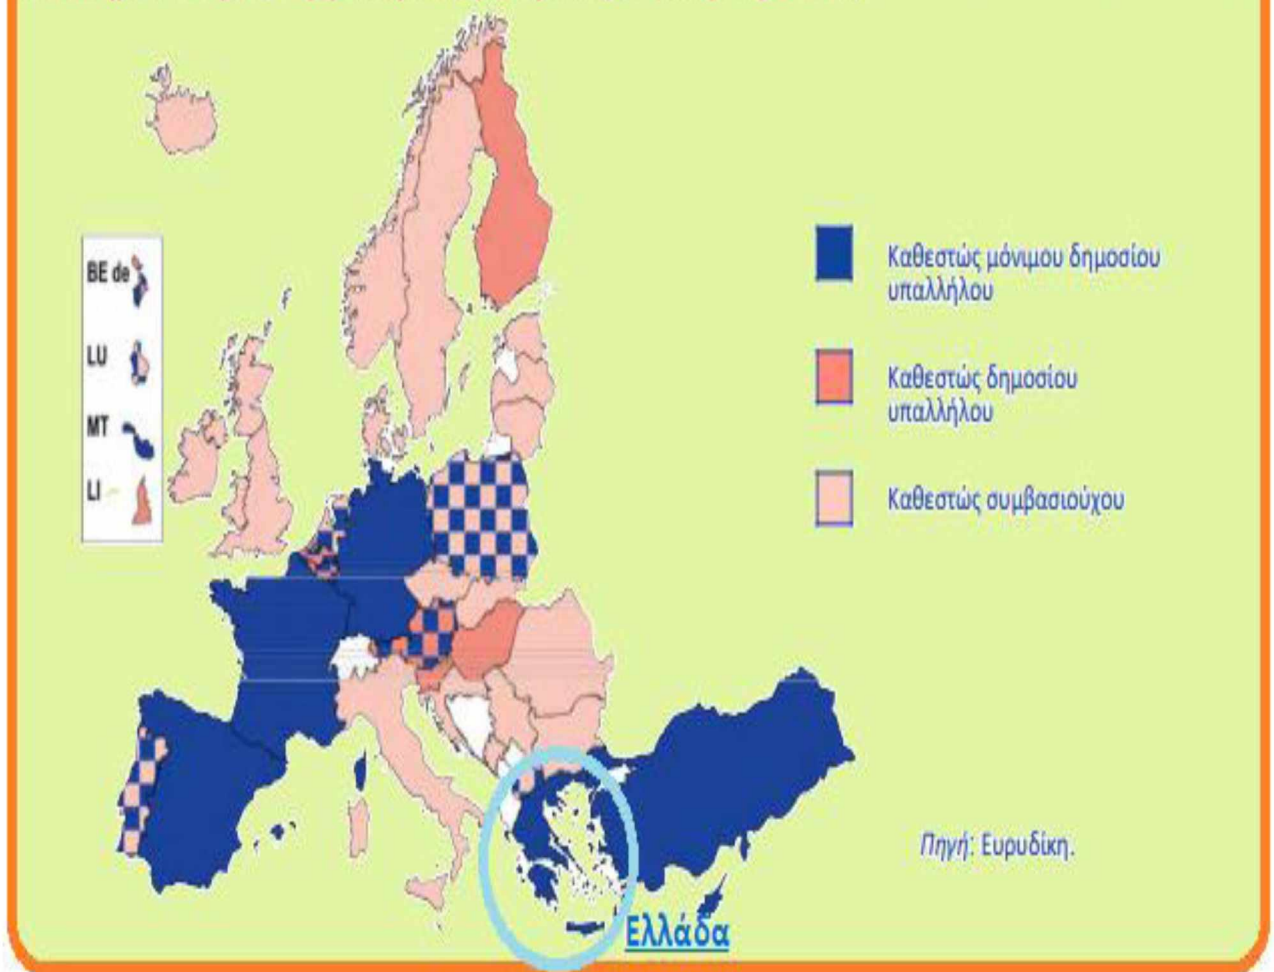 BE de
LU
MT
LI
Καθεστώς μόνιμου δημοσίου
υπαλλήλου
Καθεστώς δημοσίου
υπαλλήλου
Καθεστώς συμβασιούχου
Πηγή: Ευρυδίκη.
Ελλάδα